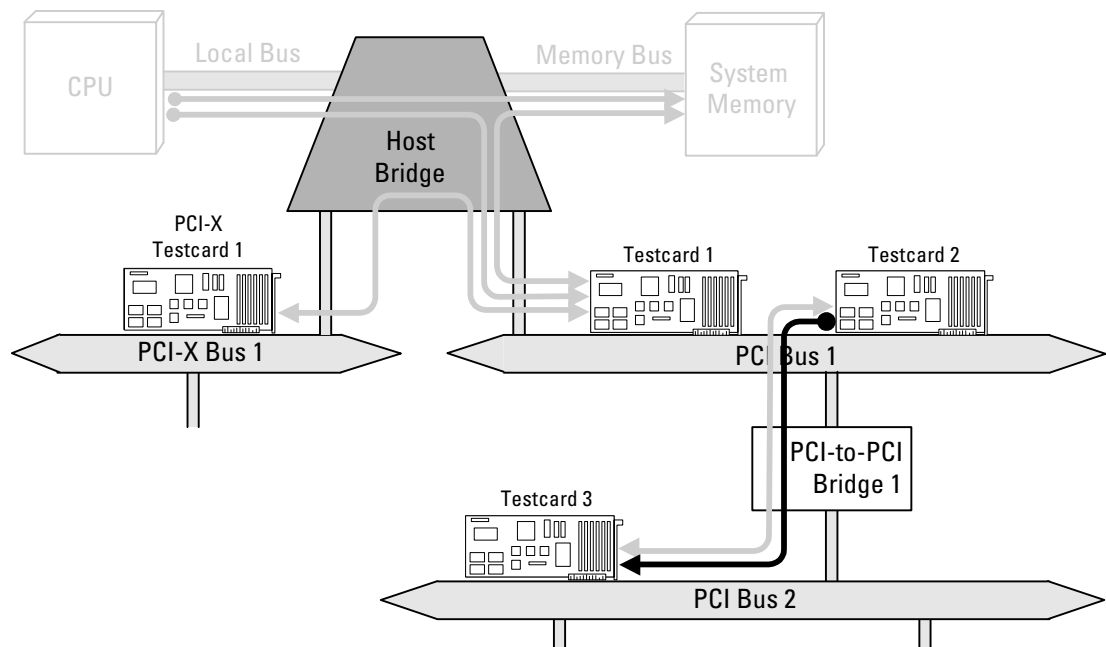 Local Bus
Memory Bus
CPU
System
Memory
Host
Bridge
PCI-X
Testcard 1
Testcard 1
Testcard 2
PCI-X Bus 1
PCI Bus 1
PCI-to-PCI
Bridge 1
Testcard 3
PCI Bus 2